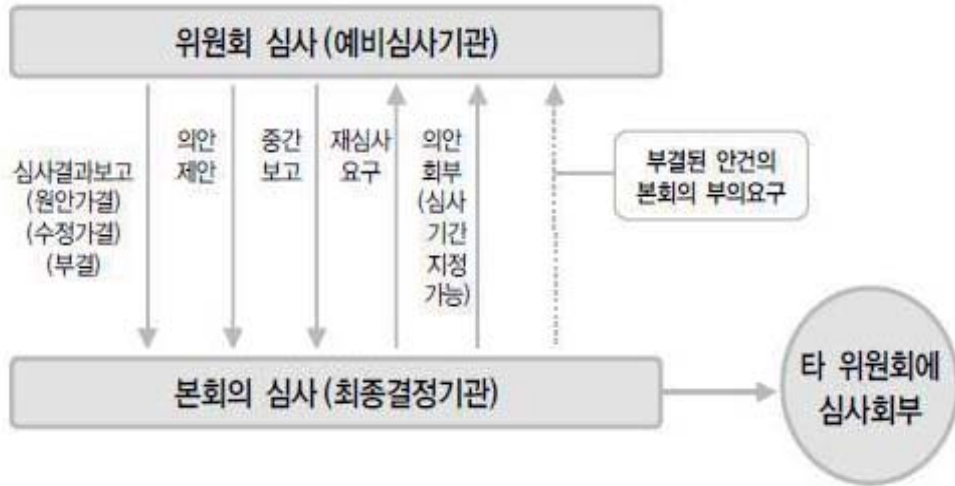 위원회 심사 (예비심사기관)
심사결과보고
(원안가결)
(수정가결)
(부결)
의안
제안
중간
보고
재심사
요구
의안
회부
(심사
기간
지정
가능)
부결된 안건의
본회의 부의요구
본회의 심사 (최종결정기관)
타 위원회에
심사회부